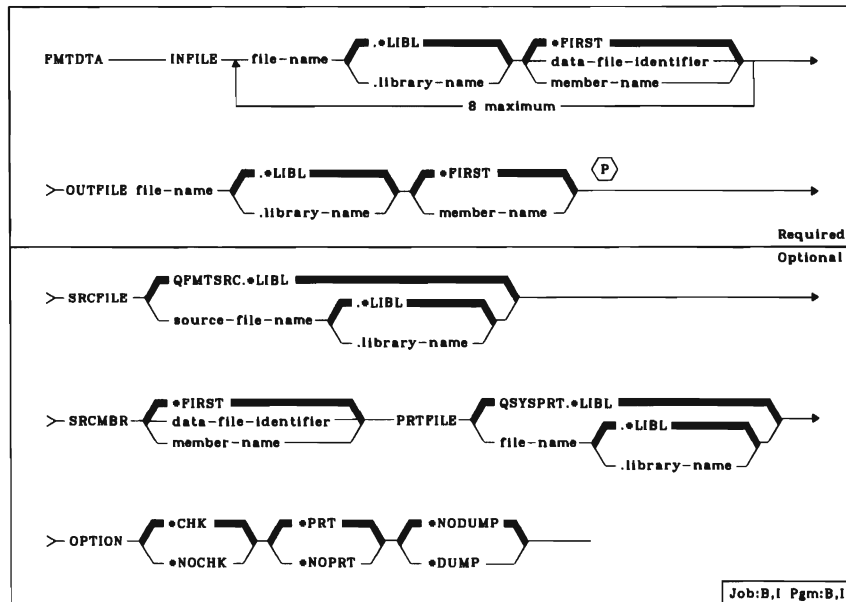 .*LIBL *FIRST
FMTDTA INFILE file-name data-file-identifier
.library-name member-name
8 maximum
P
.*LIBL *FIRST
>OUTFILE file-name
.library-name member-name
Required
Optional
QFMTSRC.*LIBL
>SRCFILE .*LIBL
source-file-name
.library-name
*FIRST QSYSPRT.*LIBL
>SRCMBR data-file-identifier PRTFILE .*LIBL
member-name file-name
.library-name
*CHK *PRT *NODUMP
>OPTION
*NOCHK *NOPRT *DUMP
Job:B,I Pgm:B,I